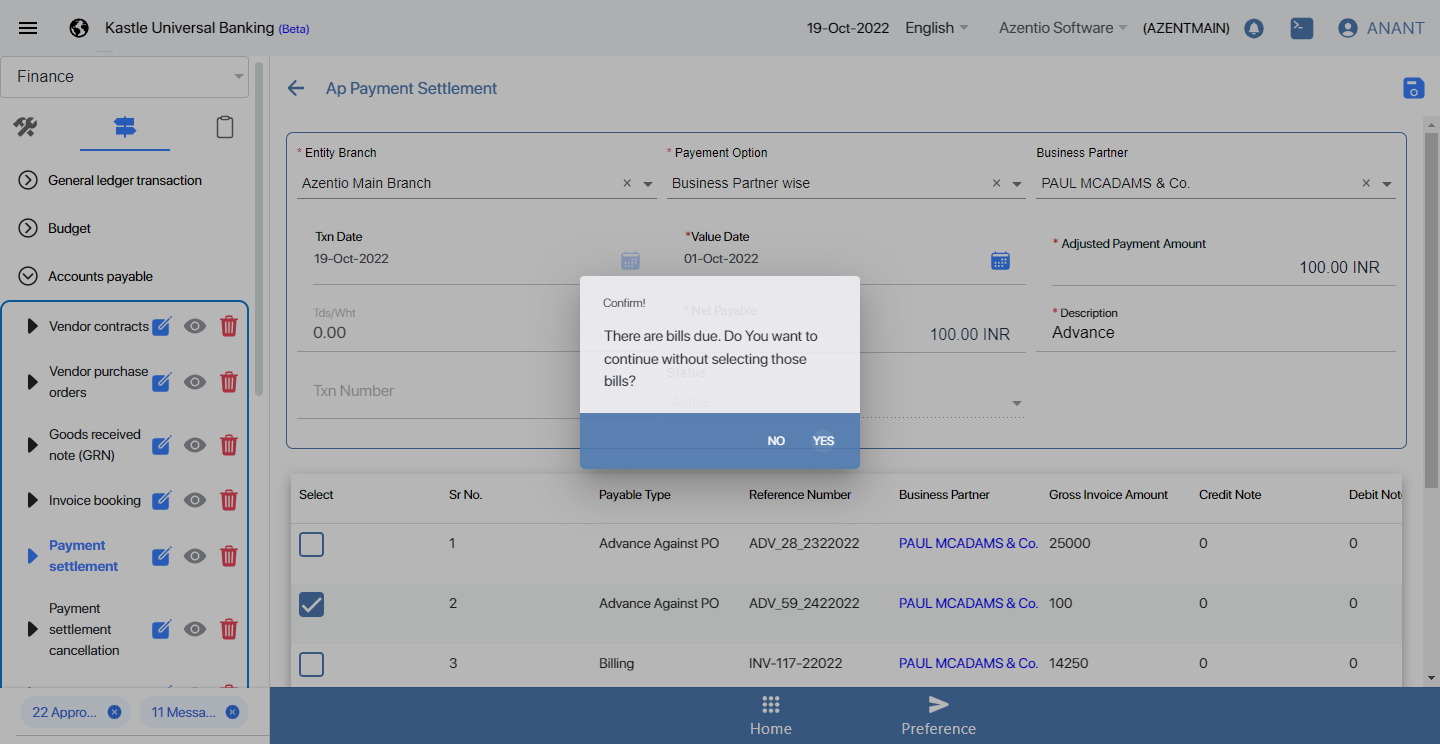 Kastle Universal Banking (Beta)
19-Oct-2022
English
Azentio Software
(AZENTMAIN)
ANANT
Finance
General ledger transaction
Budget
Accounts payable
Vendor contracts
Vendor purchase
orders
Goods received
note (GRN)
Invoice booking
Payment
settlement
Payment
settlement
cancellation
22 Appro...
11 Messa...
Ap Payment Settlement
* Entity Branch
Azentio Main Branch
* Payement Option
Business Partner wise
Business Partner
PAUL MCADAMS & Co.
Txn Date
19-Oct-2022
*Value Date
01-Oct-2022
* Adjusted Payment Amount
100.00 INR
Tds/Wht
0.00
* Net Payable
100.00 INR
* Description
Advance
Txn Number
Status
Active
Confirm!
There are bills due. Do You want to
continue without selecting those
bills?
NO YES
Select Sr No. Payable Type Reference Number Business Partner Gross Invoice Amount Credit Note Debit Not
1 Advance Against PO ADV_28_2322022 PAUL MCADAMS & Co. 25000 0 0
2 Advance Against PO ADV_59_2422022 PAUL MCADAMS & Co. 100 0 0
3 Billing INV-117-22022 PAUL MCADAMS & Co. 14250 0 0
Home
Preference